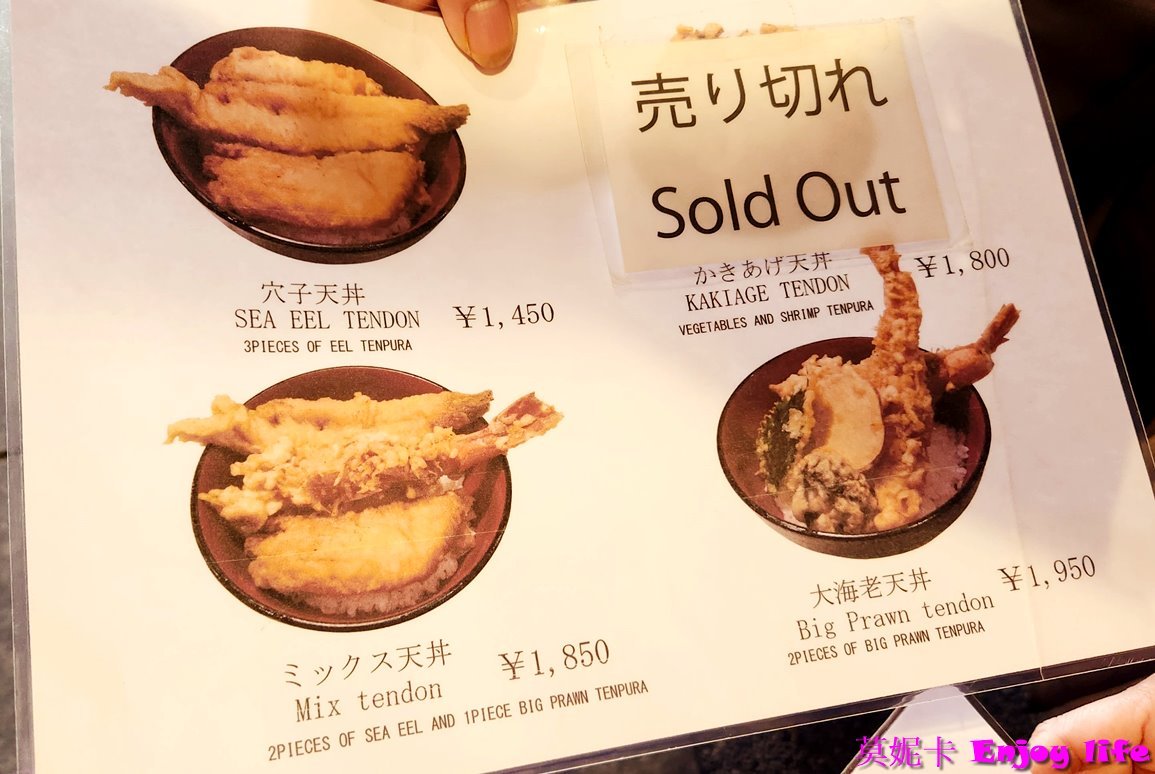 売り切れ
Sold Out
穴子天丼
SEA EEL TENDON ￥1,450
3PIECES OF EEL TENPURA
かきあげ天丼
KAKIAGE TENDON ￥1,800
VEGETABLES AND SHRIMP TENPURA
ミックス天丼
Mix tendon ￥1,850
2PIECES OF SEA EEL AND 1PIECE BIG PRAWN TENPURA
大海老天丼
Big Prawn tendon ￥1,950
2PIECES OF BIG PRAWN TENPURA
莫妮卡 Enjoy life